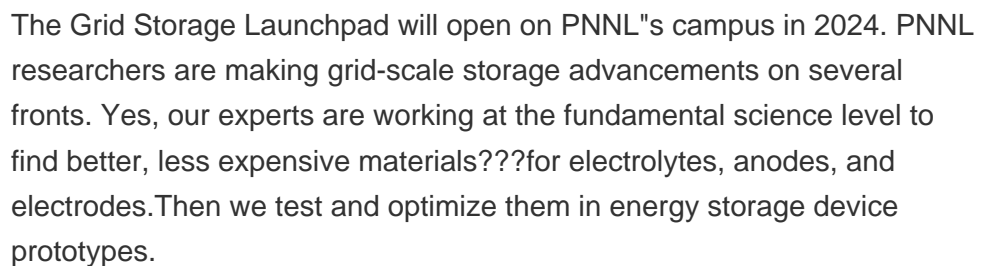 The Grid Storage Launchpad will open on PNNL"s campus in 2024. PNNL
researchers are making grid-scale storage advancements on several
fronts. Yes, our experts are working at the fundamental science level to
find better, less expensive materials???for electrolytes, anodes, and
electrodes.Then we test and optimize them in energy storage device
prototypes.